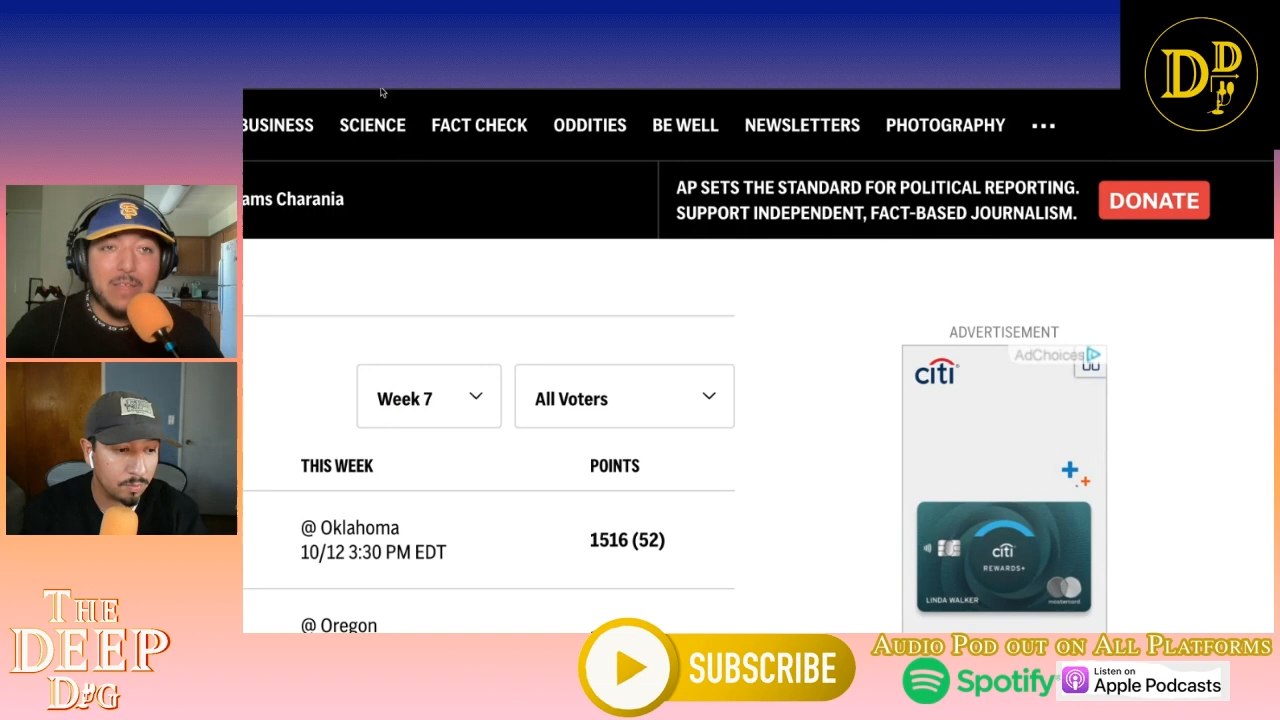 DD
BUSINESS SCIENCE FACT CHECK ODDITIES BE WELL NEWSLETTERS PHOTOGRAPHY ...
ams Charania
AP SETS THE STANDARD FOR POLITICAL REPORTING.
SUPPORT INDEPENDENT, FACT-BASED JOURNALISM.
DONATE
ADVERTISEMENT
AdChoices
citi
Week 7
All Voters
THIS WEEK POINTS
@ Oklahoma
10/12 3:30 PM EDT
1516 (52)
@ Oregon
citi
REWARDS+
LINDA WALKER
mastercard
THE
DEEP
DIG
SUBSCRIBE
AUDIO POD OUT ON ALL PLATFORMS
Spotify
Listen on
Apple Podcasts